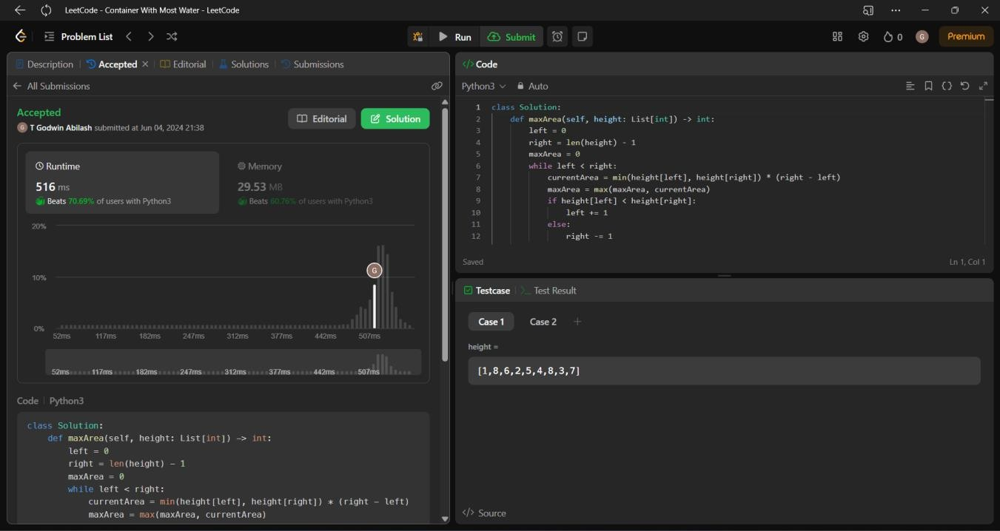 LeetCode - Container With Most Water - LeetCode
Problem List
Run
Submit
0
G
Premium
Description
Accepted
Editorial
Solutions
Submissions
All Submissions
Accepted
Editorial
Solution
G T Godwin Abilash submitted at Jun 04, 2024 21:38
Runtime
516 ms
Beats 70.69% of users with Python3
Memory
29.53 MB
Beats 60.76% of users with Python3
20%
10%
0%
G
52ms 117ms 182ms 247ms 312ms 377ms 442ms 507ms
52ms 117ms 182ms 247ms 312ms 377ms 442ms 507ms
Code | Python3
class Solution:
    def maxArea(self, height: List[int]) -> int:
        left = 0
        right = len(height) - 1
        maxArea = 0
        while left < right:
            currentArea = min(height[left], height[right]) * (right - left)
            maxArea = max(maxArea, currentArea)
</> Code
Python3
Auto
1 class Solution:
2     def maxArea(self, height: List[int]) -> int:
3         left = 0
4         right = len(height) - 1
5         maxArea = 0
6         while left < right:
7             currentArea = min(height[left], height[right]) * (right - left)
8             maxArea = max(maxArea, currentArea)
9             if height[left] < height[right]:
10                 left += 1
11             else:
12                 right -= 1
Saved
Ln 1, Col 1
Testcase
>_ Test Result
Case 1
Case 2
+
height =
[1,8,6,2,5,4,8,3,7]
</> Source